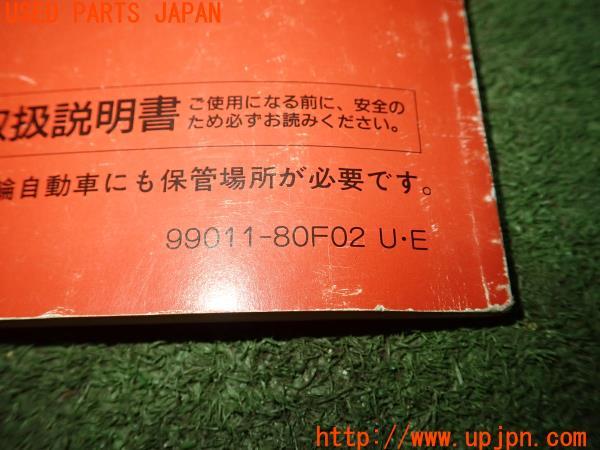 USED PARTS JAPAN
取扱説明書
ご使用になる前に、安全の
ため必ずお読みください。
輪自動車にも保管場所が必要です。
99011-80F02 U・E
http://www.upjpn.com